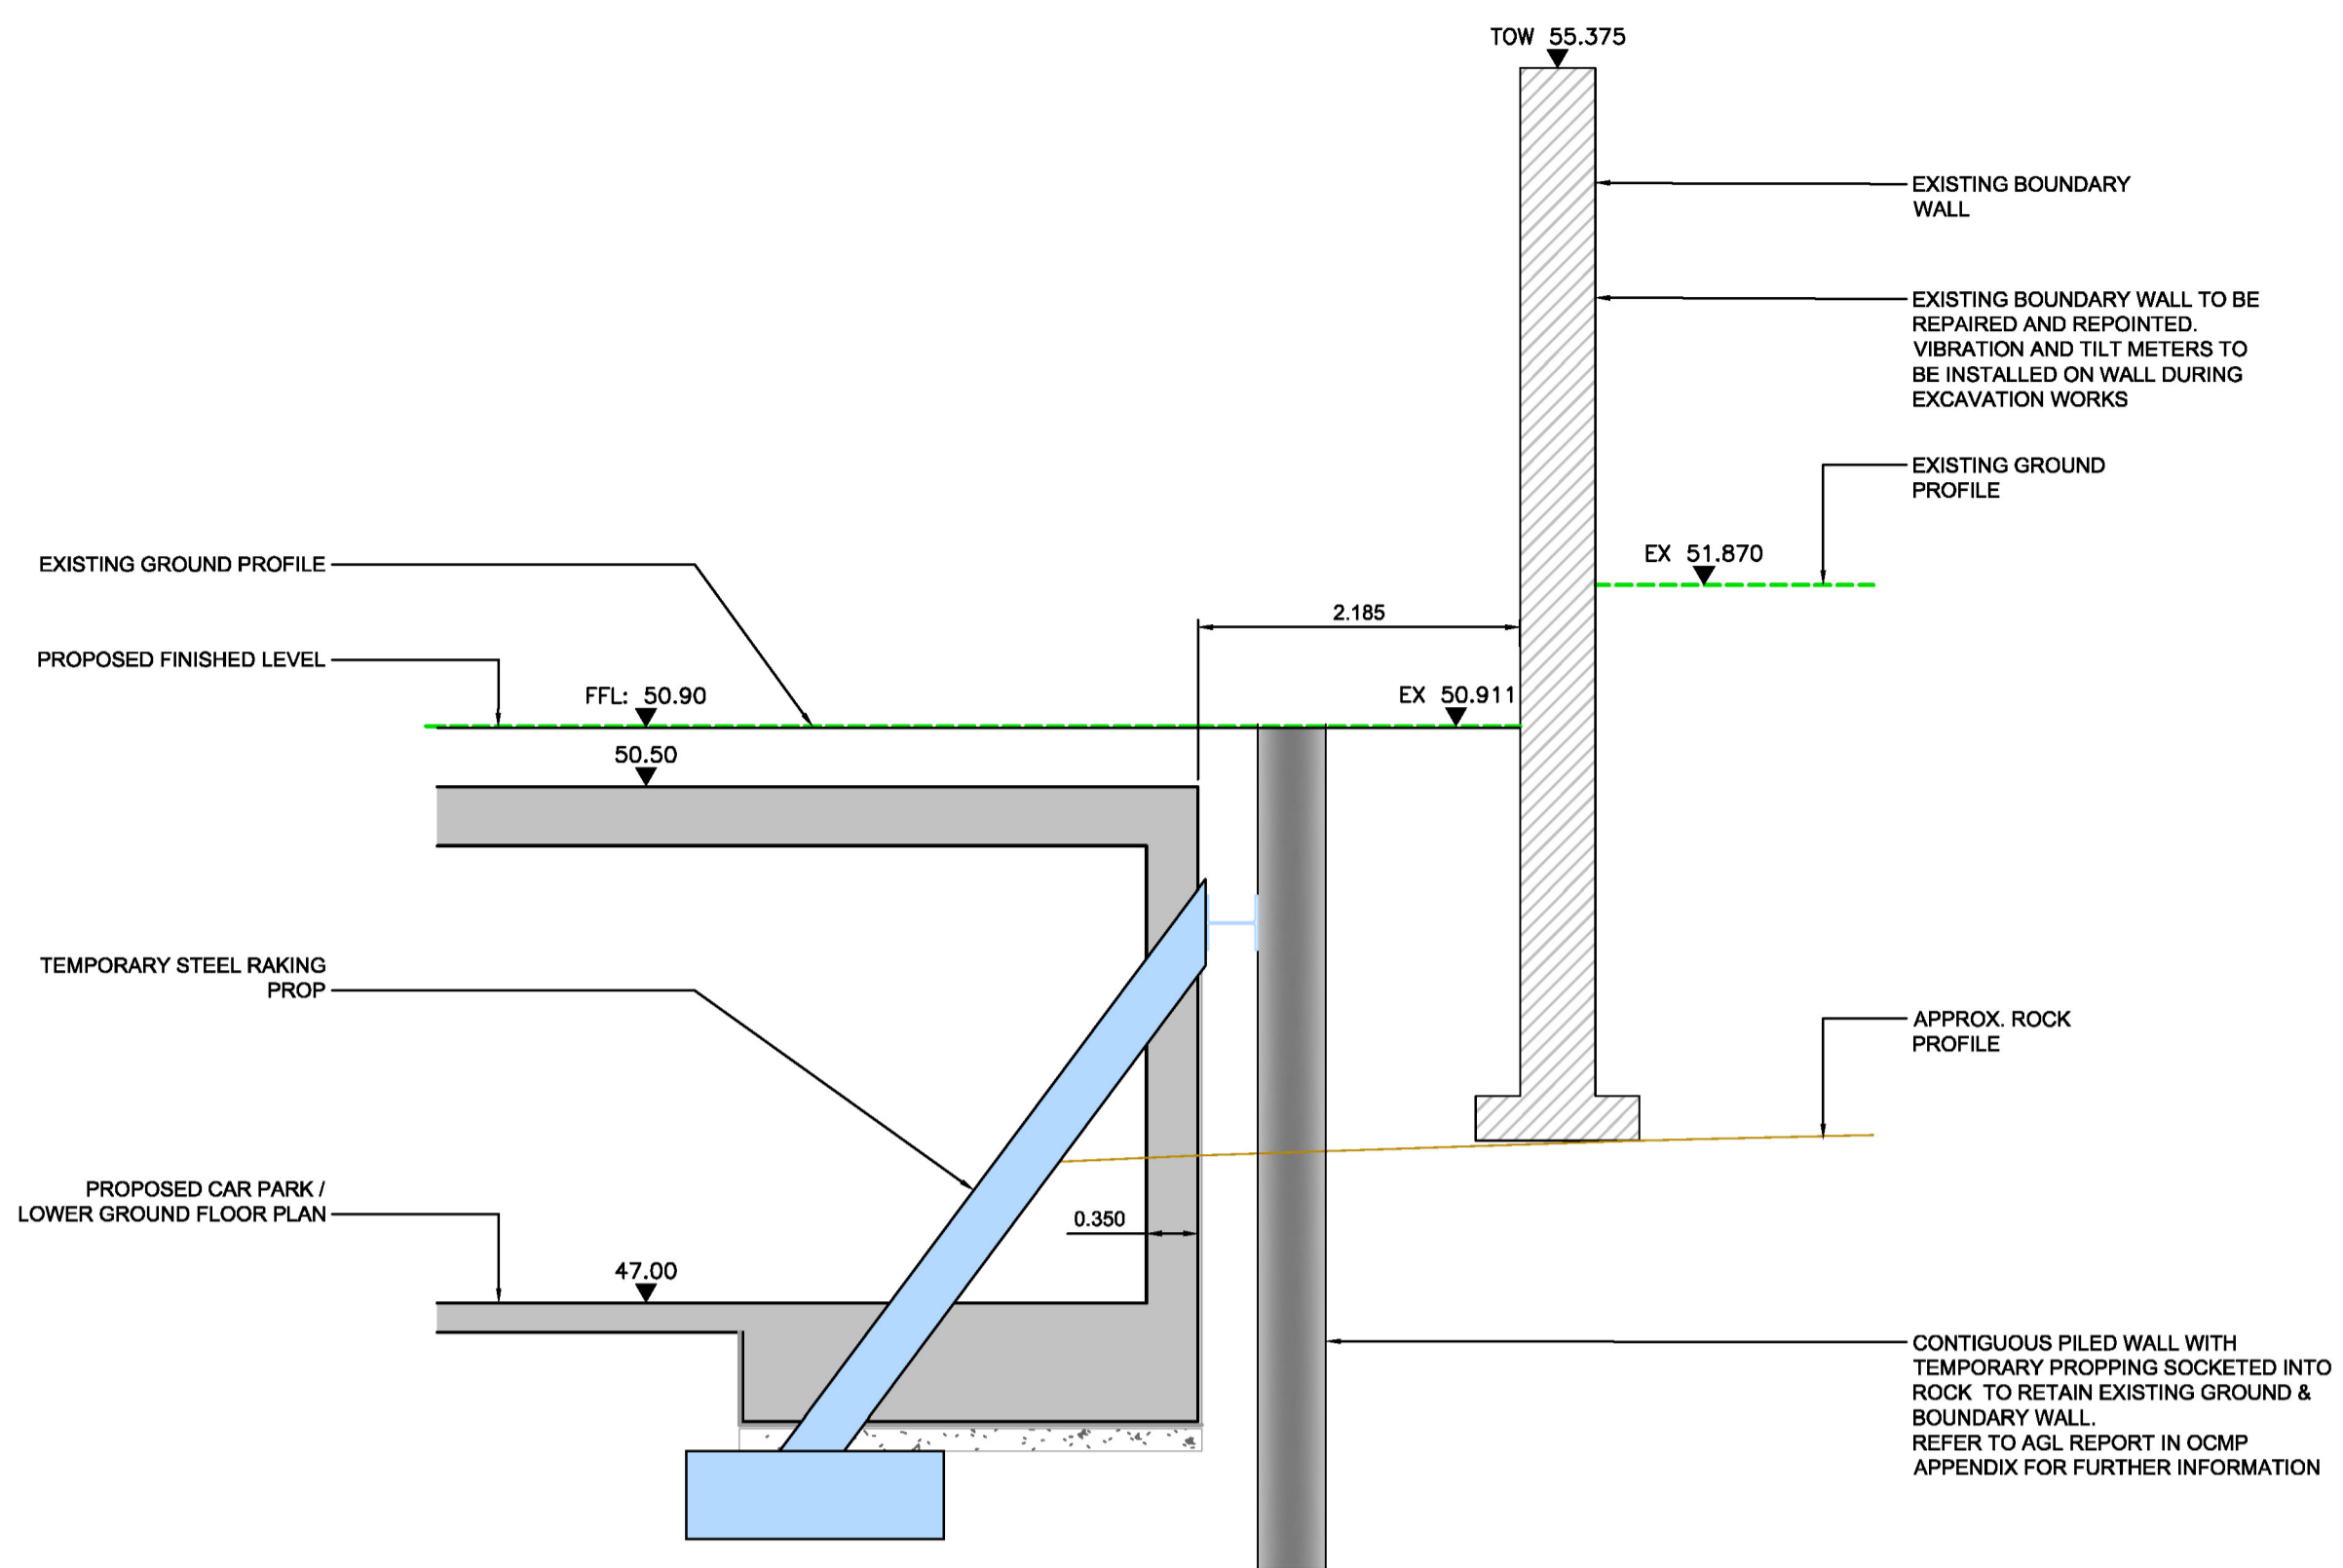 TOW 55.375
EXISTING BOUNDARY
WALL
EXISTING BOUNDARY WALL TO BE
REPAIRED AND REPOINTED.
VIBRATION AND TILT METERS TO
BE INSTALLED ON WALL DURING
EXCAVATION WORKS
EXISTING GROUND
PROFILE
EX 51.870
EXISTING GROUND PROFILE
2.185
PROPOSED FINISHED LEVEL
FFL: 50.90
EX 50.911
50.50
TEMPORARY STEEL RAKING
PROP
APPROX. ROCK
PROFILE
PROPOSED CAR PARK /
LOWER GROUND FLOOR PLAN
0.350
47.00
CONTIGUOUS PILED WALL WITH
TEMPORARY PROPPING SOCKETED INTO
ROCK TO RETAIN EXISTING GROUND &
BOUNDARY WALL.
REFER TO AGL REPORT IN OCMP
APPENDIX FOR FURTHER INFORMATION